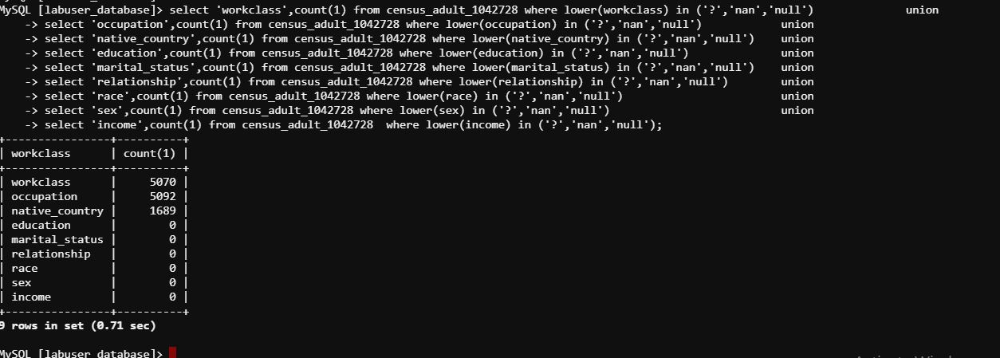 MySQL [labuser_database]> select 'workclass',count(1) from census_adult_1042728 where lower(workclass) in ('?','nan','null') union
-> select 'occupation',count(1) from census_adult_1042728 where lower(occupation) in ('?','nan','null') union
-> select 'native_country',count(1) from census_adult_1042728 where lower(native_country) in ('?','nan','null') union
-> select 'education',count(1) from census_adult_1042728 where lower(education) in ('?','nan','null') union
-> select 'marital_status',count(1) from census_adult_1042728 where lower(marital_status) in ('?','nan','null') union
-> select 'relationship',count(1) from census_adult_1042728 where lower(relationship) in ('?','nan','null') union
-> select 'race',count(1) from census_adult_1042728 where lower(race) in ('?','nan','null') union
-> select 'sex',count(1) from census_adult_1042728 where lower(sex) in ('?','nan','null') union
-> select 'income',count(1) from census_adult_1042728  where lower(income) in ('?','nan','null');
+----------------+----------+
| workclass      | count(1) |
+----------------+----------+
| workclass      |     5070 |
| occupation     |     5092 |
| native_country |     1689 |
| education      |        0 |
| marital_status |        0 |
| relationship   |        0 |
| race           |        0 |
| sex            |        0 |
| income         |        0 |
+----------------+----------+
9 rows in set (0.71 sec)
MySQL [labuser_database]>